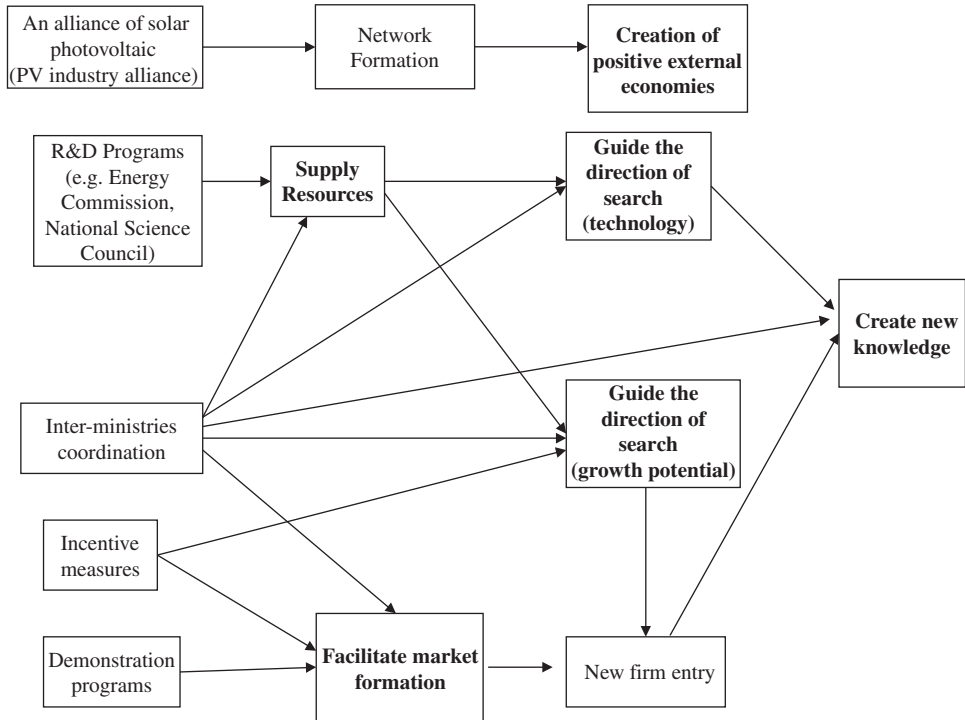 An alliance of solar
photovoltaic
(PV industry alliance)
Network
Formation
Creation of
positive external
economies
R&D Programs
(e.g. Energy
Commission,
National Science
Council)
Supply
Resources
Guide the
direction of
search
(technology)
Create new
knowledge
Inter-ministries
coordination
Guide the
direction of
search
(growth potential)
Incentive
measures
Demonstration
programs
Facilitate market
formation
New firm entry